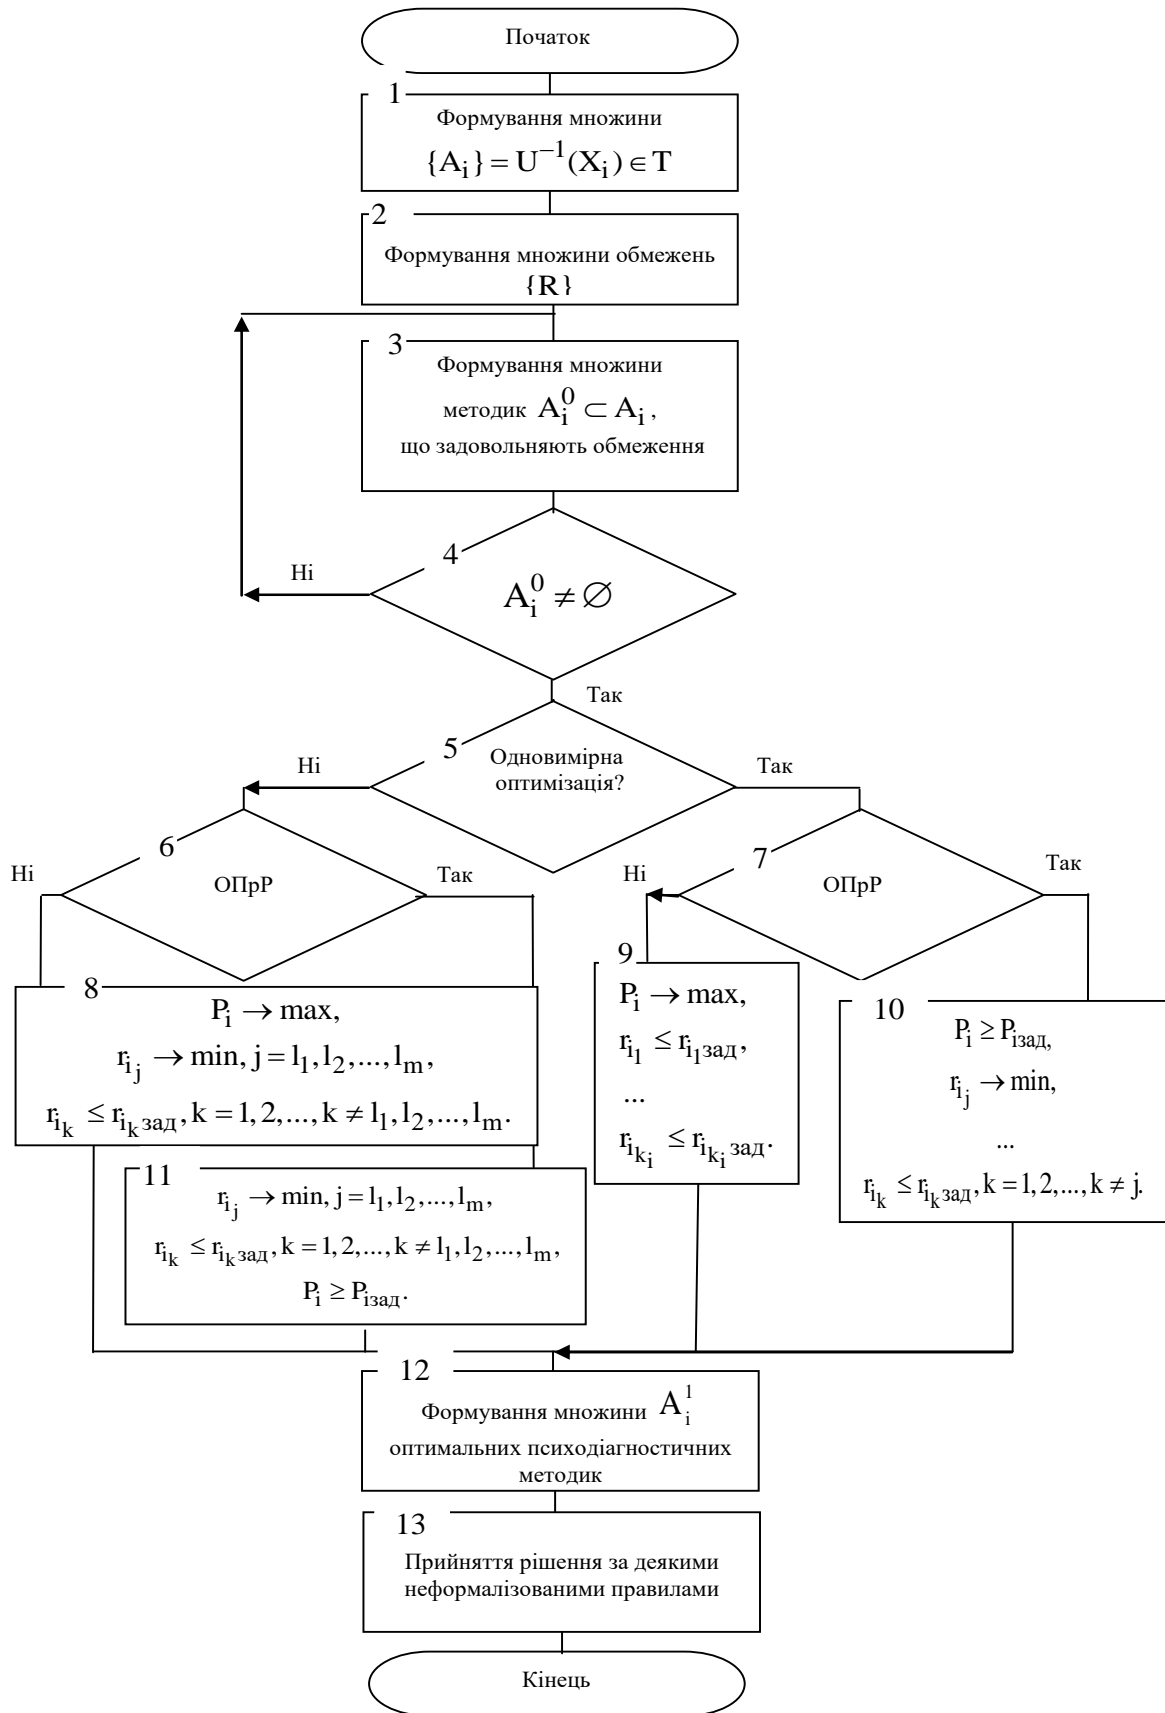 Початок
1
Формування множини
{A_i} = U^{-1}(X_i) ∈ T
2
Формування множини обмежень
{R}
3
Формування множини
методик A_i^0 ⊂ A_i ,
що задовольняють обмеження
4
Ні
A_i^0 ≠ ∅
Так
5
Одновимірна
оптимізація?
Ні
Так
6
Ні
ОПрР
Так
7
Ні
ОПрР
Так
8
P_i → max,
r_{i_j} → min, j = l_1, l_2,..., l_m,
r_{i_k} ≤ r_{i_k зад}, k = 1, 2,..., k ≠ l_1, l_2,..., l_m.
9
P_i → max,
r_{i_1} ≤ r_{i_1 зад},
...
r_{i_{k_i}} ≤ r_{i_{k_i} зад}.
10
P_i ≥ P_{iзад,}
r_{i_j} → min,
...
r_{i_k} ≤ r_{i_k зад}, k = 1, 2,..., k ≠ j.
11
r_{i_j} → min, j = l_1, l_2,..., l_m,
r_{i_k} ≤ r_{i_k зад}, k = 1, 2,..., k ≠ l_1, l_2,..., l_m,
P_i ≥ P_{iзад}.
12
Формування множини A_i^1
оптимальних психодіагностичних
методик
13
Прийняття рішення за деякими
неформалізованими правилами
Кінець